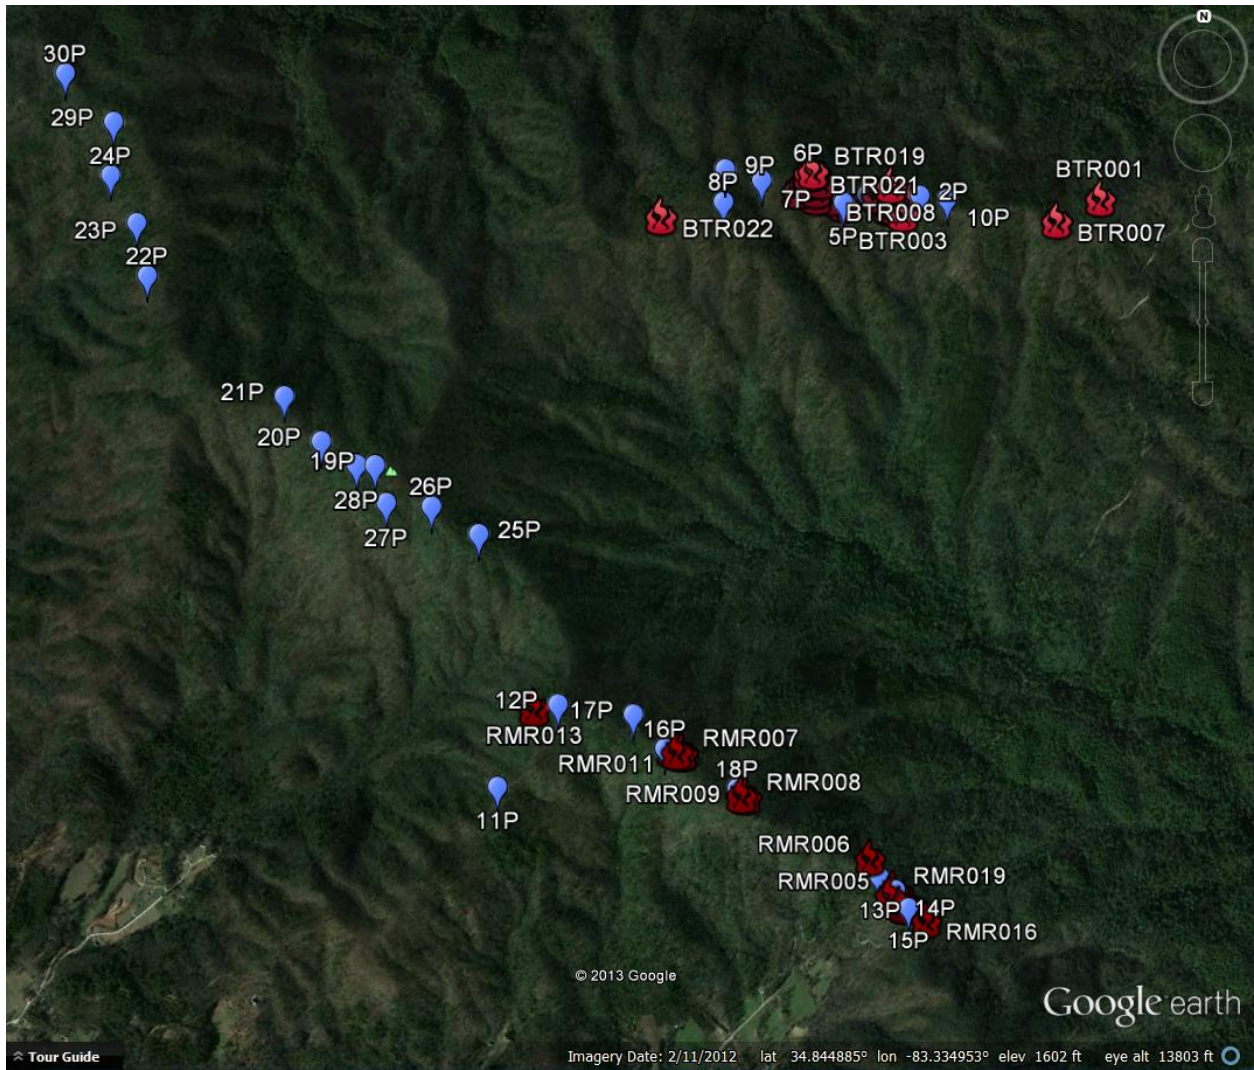 N
30P
29P
24P
23P
22P
6P
BTR019
BTR001
9P
8P
BTR021
7P
2P
BTR022
BTR008
10P
5P
BTR003
BTR007
21P
20P
19P
28P
26P
27P
25P
12P
17P
RMR013
16P
RMR007
RMR011
18P
RMR009
RMR008
11P
RMR006
RMR005
RMR019
13P
14P
15P
RMR016
© 2013 Google
Google earth
Tour Guide
Imagery Date: 2/11/2012 lat 34.844885° lon -83.334953° elev 1602 ft eye alt 13803 ft